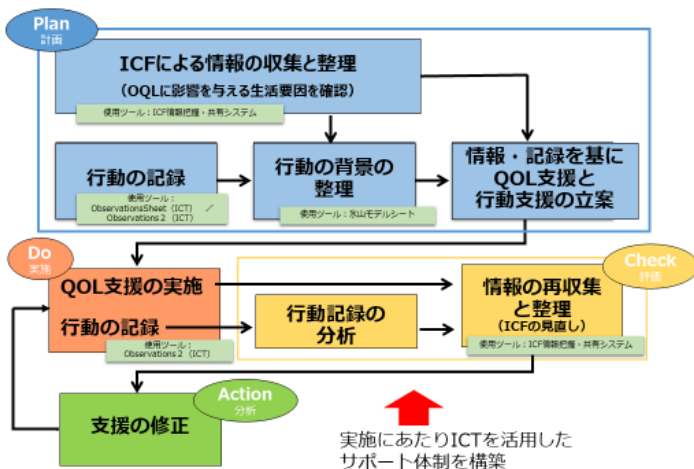 Plan
計画
ICFによる情報の収集と整理
（OQLに影響を与える生活要因を確認）
使用ツール：ICF情報把握・共有システム
行動の記録
使用ツール：
ObservationsSheet（ICT） ／
Observations２（ICT）
行動の背景の
整理
使用ツール：氷山モデルシート
情報・記録を基に
QOL支援と
行動支援の立案
Do
実施
QOL支援の実施
行動の記録
使用ツール：
Observations２（ICT）
Check
評価
行動記録の
分析
情報の再収集
と整理
（ICFの見直し）
使用ツール：ICF情報把握・共有システム
Action
分析
支援の修正
実施にあたりICTを活用した
サポート体制を構築